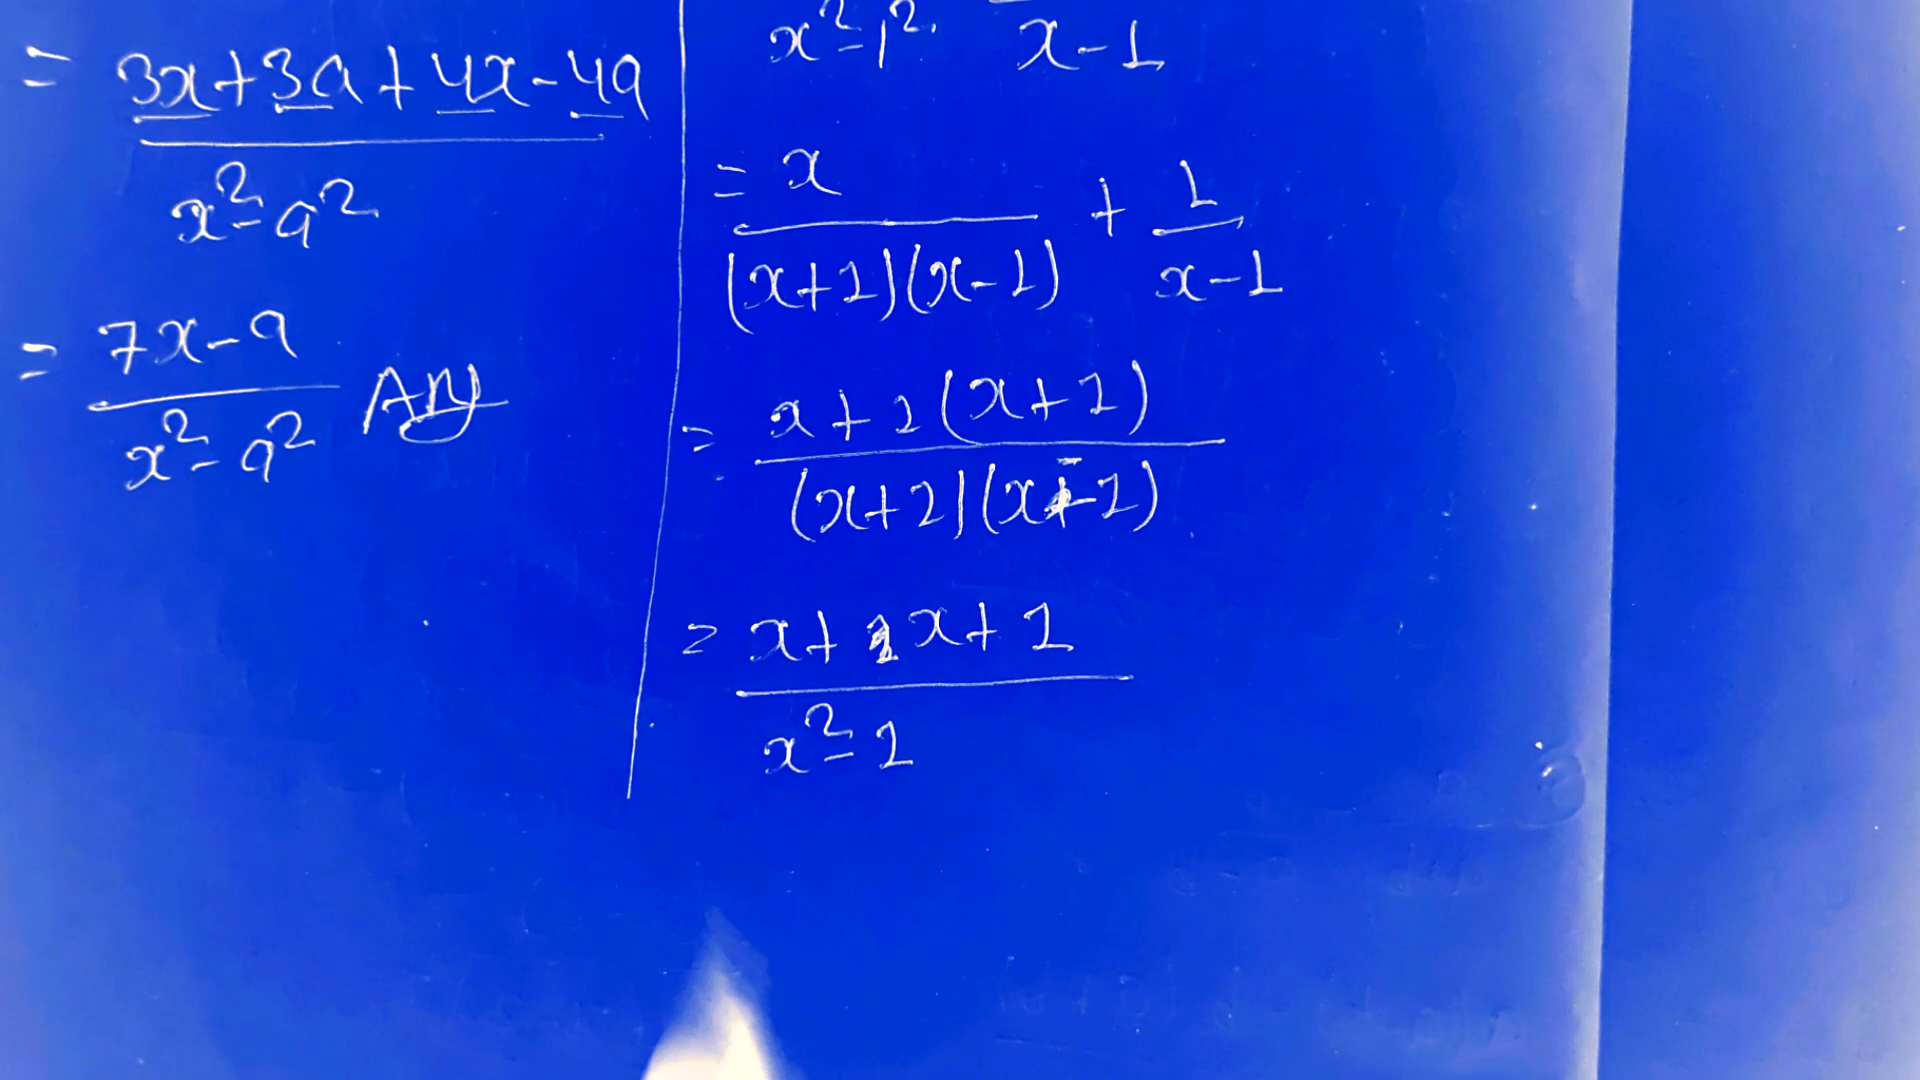 = 3x+3a+4x-4a
x²-a²
= 7x-a
x²-a² Ans
x²-1² x-1
= x + 1
(x+1)(x-1) x-1
= x+1(x+1)
(x+1)(x-1)
= x+1x+1
x²-1